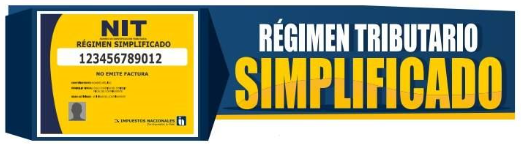 NIT
RÉGIMEN SIMPLIFICADO
123456789012
NO EMITE FACTURA
IMPUESTOS NACIONALES
RÉGIMEN TRIBUTARIO
SIMPLIFICADO